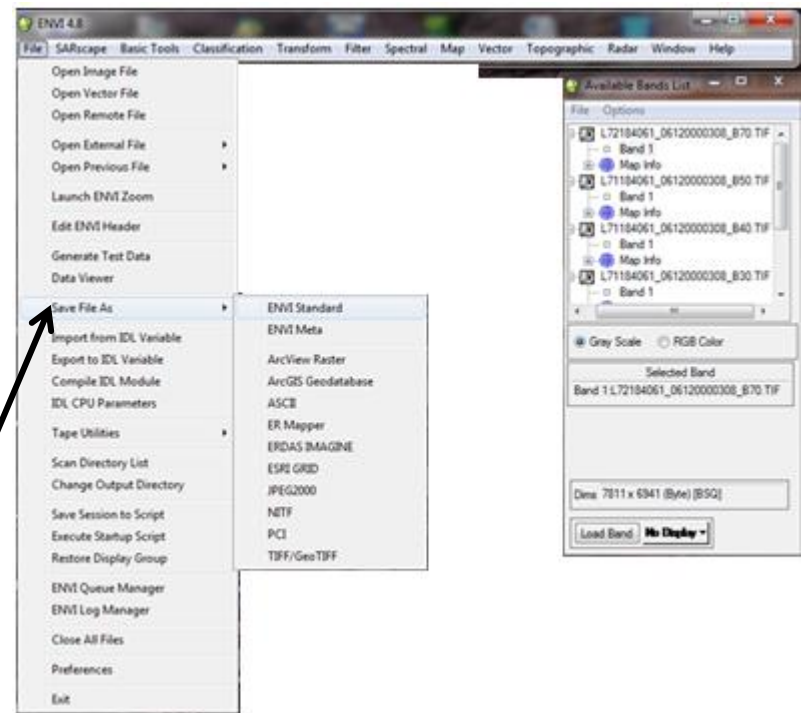 ENVI 4.8
File SARscape Basic Tools Classification Transform Filter Spectral Map Vector Topographic Radar Window Help
Open Image File
Open Vector File
Open Remote File
Open External File
Open Previous File
Launch ENVI Zoom
Edit ENVI Header
Generate Test Data
Data Viewer
Save File As
Import from IDL Variable
Export to IDL Variable
Compile IDL Module
IDL CPU Parameters
Tape Utilities
Scan Directory List
Change Output Directory
Save Session to Script
Execute Startup Script
Restore Display Group
ENVI Queue Manager
ENVI Log Manager
Close All Files
Preferences
Exit
ENVI Standard
ENVI Meta
ArcView Raster
ArcGIS Geodatabase
ASCII
ER Mapper
ERDAS IMAGINE
ESRI GRID
JPEG2000
NITF
PCI
TIFF/GeoTIFF
Available Bands List
File Options
L72184061_06120000308_B70.TIF
Band 1
Map Info
L71184061_06120000308_B50.TIF
Band 1
Map Info
L71184061_06120000308_B40.TIF
Band 1
Map Info
L71184061_06120000308_B30.TIF
Band 1
Gray Scale RGB Color
Selected Band
Band 1:L72184061_06120000308_B70.TIF
Dims 7811 x 6941 (Byte) [BSQ]
Load Band No Display